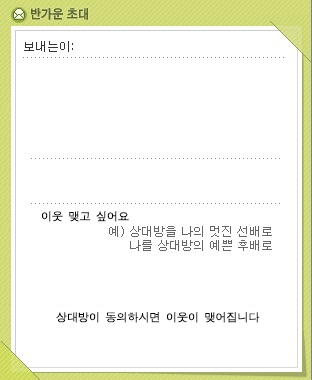 반가운 초대
보내는이:
이웃 맺고 싶어요
예) 상대방을 나의 멋진 선배로
나를 상대방의 예쁜 후배로
상대방이 동의하시면 이웃이 맺어집니다